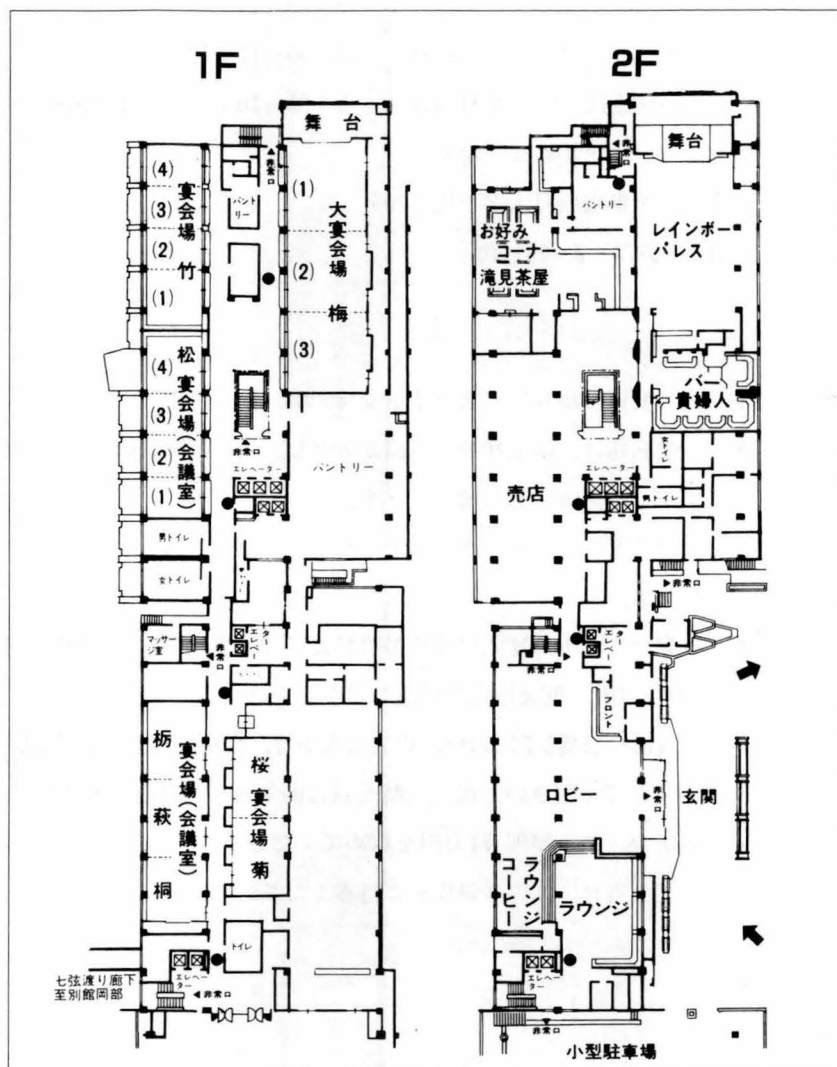 1F
舞台
(4)
(3)
(2)
(1)
宴会場 竹
パントリー
非常口
(1)
(2)
(3)
大宴会場 梅
(4)
(3)
(2)
(1)
松 宴会場(会議室)
非常口
エレベーター
パントリー
男トイレ
女トイレ
マッサージ室
非常口
エレベーター
栃
萩
桐
宴会場(会議室)
桜 宴会場 菊
トイレ
エレベーター
七弦渡り廊下
至別館岡部
非常口
2F
舞台
非常口
パントリー
お好み
コーナー
滝見茶屋
レインボー
パレス
バー
貴婦人
女トイレ
男トイレ
エレベーター
売店
非常口
非常口
エレベーター
フロント
ロビー
非常口
玄関
コーヒー
ラウンジ
ラウンジ
エレベーター
非常口
小型駐車場